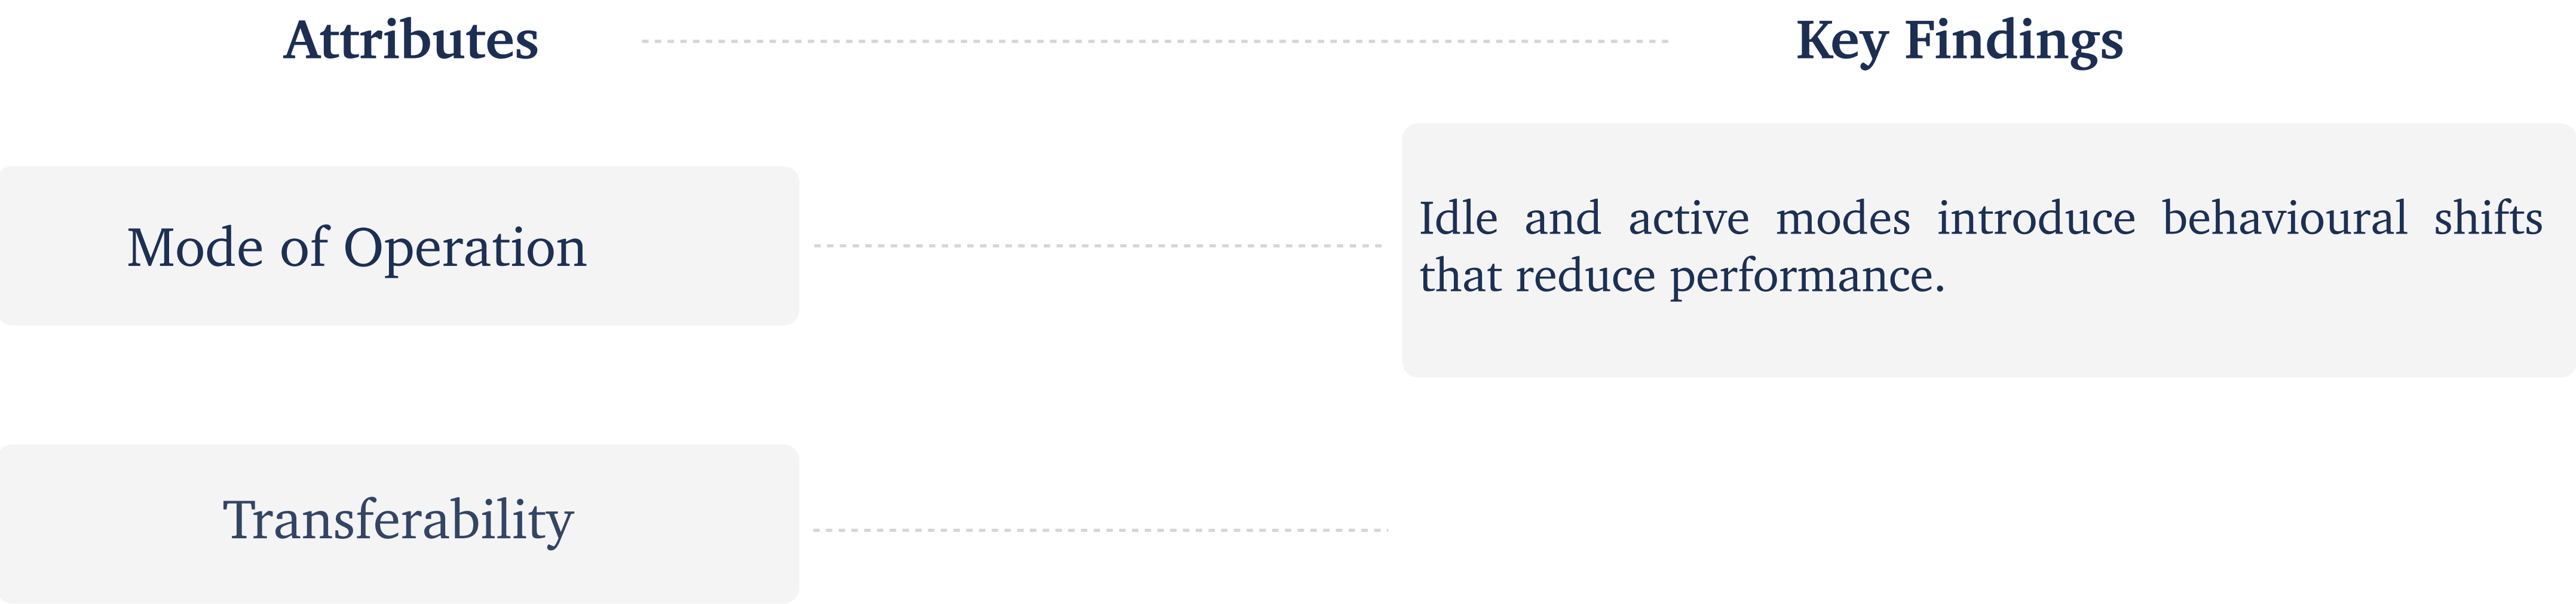 Attributes
Key Findings
Mode of Operation
Idle and active modes introduce behavioural shifts
that reduce performance.
Transferability